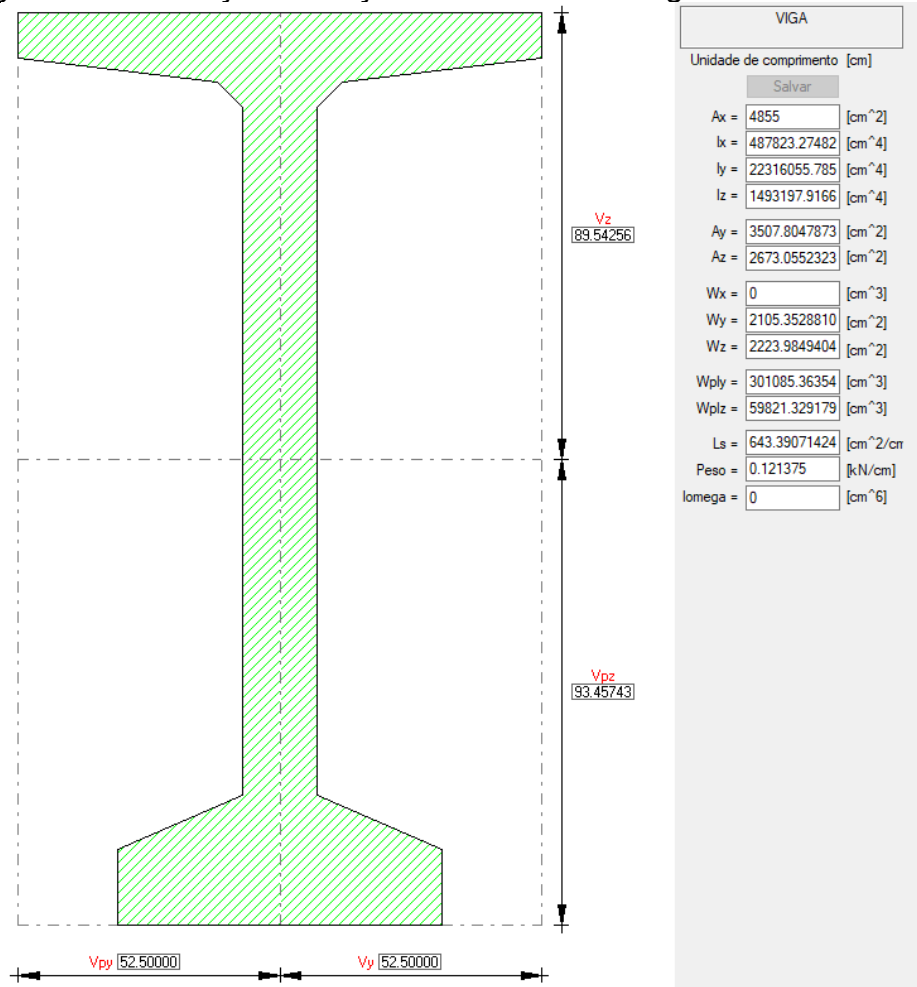 Vz
89.54256
Vpz
93.45743
Vpy 52.50000
Vy 52.50000
VIGA
Unidade de comprimento [cm]
Salvar
Ax = 4855 [cm^2]
Ix = 487823.27482 [cm^4]
Iy = 22316055.785 [cm^4]
Iz = 1493197.9166 [cm^4]
Ay = 3507.8047873 [cm^2]
Az = 2673.0552323 [cm^2]
Wx = 0 [cm^3]
Wy = 2105.3528810 [cm^2]
Wz = 2223.9849404 [cm^2]
Wply = 301085.36354 [cm^3]
Wplz = 59821.329179 [cm^3]
Ls = 643.39071424 [cm^2/cm
Peso = 0.121375 [kN/cm]
Iomega = 0 [cm^6]